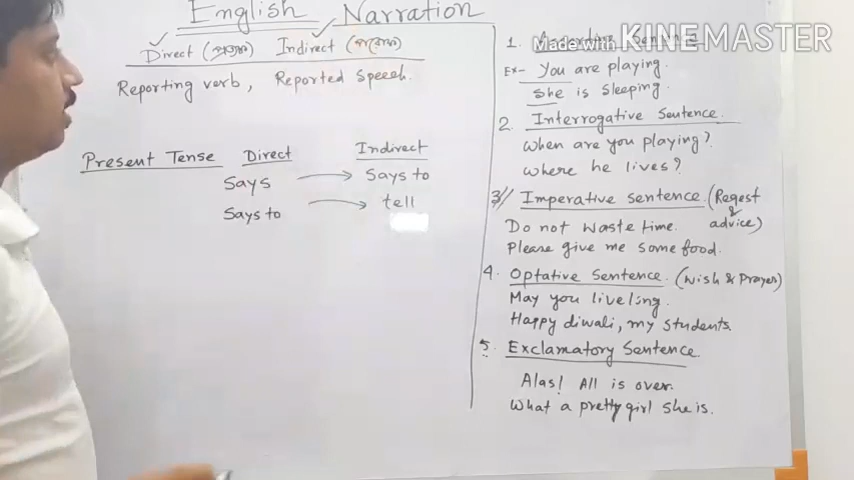 English Narration
Direct (প্রত্যক্ষ) Indirect (পরোক্ষ)
Reporting verb, Reported Speech.
Present Tense Direct Indirect
Says → Says to
Says to → tell
1.
Made with KINEMASTER
Ex- You are playing.
She is sleeping.
2. Interrogative Sentence.
When are you playing?
Where he lives?
3// Imperative sentence (Reqest & advice)
Do not waste time.
Please give me some food.
4. Optative Sentence. (Wish & Prayer)
May you live long.
Happy diwali, my students.
5. Exclamatory Sentence.
Alas! All is over.
What a pretty girl she is.